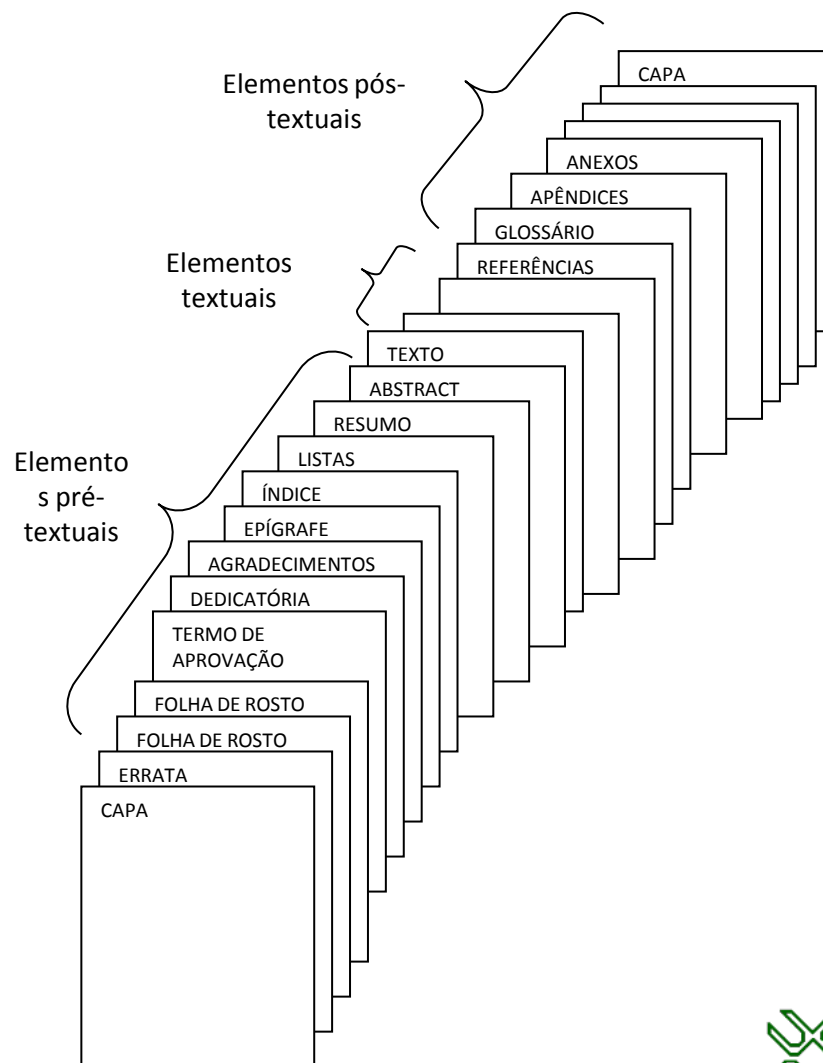 Elementos pós-
textuais
CAPA
ANEXOS
APÊNDICES
GLOSSÁRIO
REFERÊNCIAS
Elementos
textuais
TEXTO
ABSTRACT
RESUMO
LISTAS
ÍNDICE
EPÍGRAFE
AGRADECIMENTOS
DEDICATÓRIA
TERMO DE
APROVAÇÃO
FOLHA DE ROSTO
FOLHA DE ROSTO
ERRATA
CAPA
Elemento
s pré-
textuais